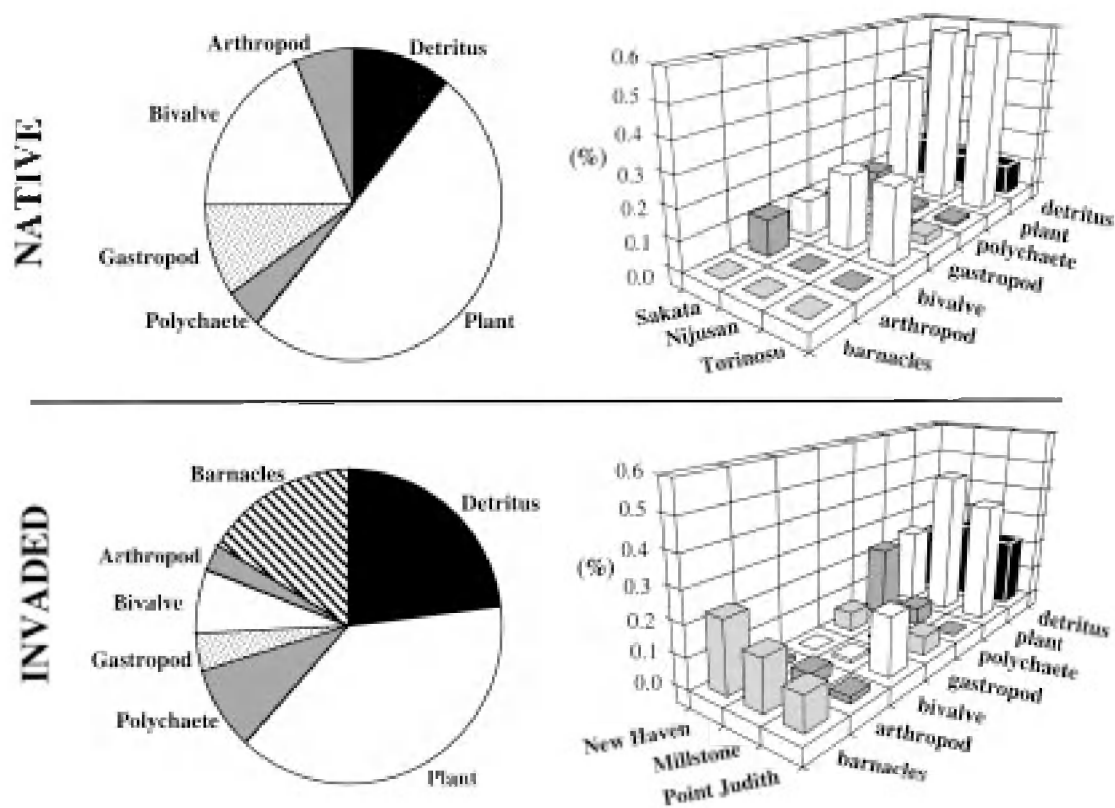 NATIVE
Arthropod
Detritus
Bivalve
Gastropod
Polychaete
Plant
(%)
0.6
0.5
0.4
0.3
0.2
0.1
0.0
Sakata
Nijusan
Torinosu
detritus
plant
polychaete
gastropod
bivalve
arthropod
barnacles
INVADED
Barnacles
Detritus
Arthropod
Bivalve
Gastropod
Polychaete
Plant
(%)
0.6
0.5
0.4
0.3
0.2
0.1
0.0
New Haven
Millstone
Point Judith
detritus
plant
polychaete
gastropod
bivalve
arthropod
barnacles